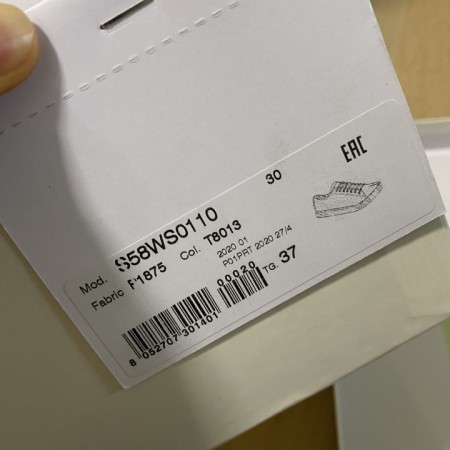 EAC
30
Mod. S58WS0110
Fabric P1875 Col. T8013
2020 01
P01PRT 2020 27/4
00020 TG. 37
8 052707 301401